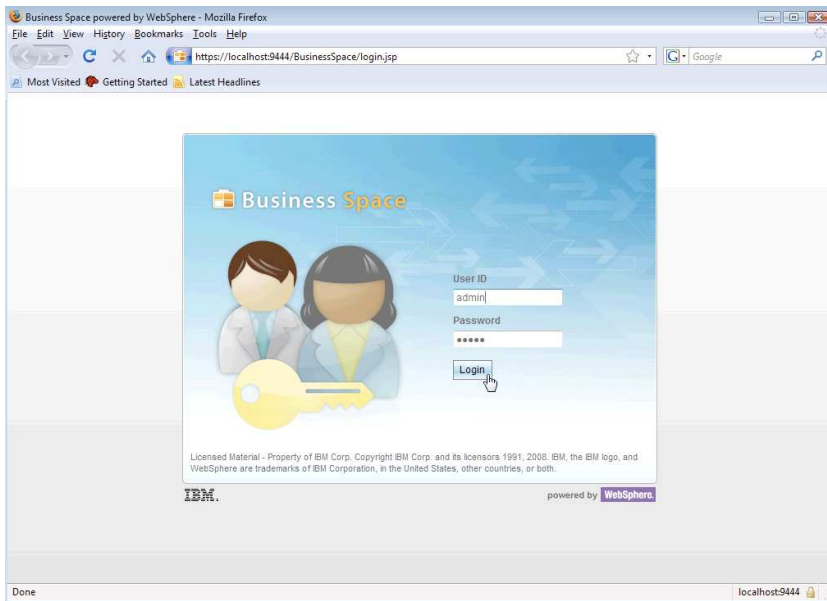 Business Space powered by WebSphere - Mozilla Firefox
File Edit View History Bookmarks Tools Help
https://localhost:9444/BusinessSpace/login.jsp
G Google
Most Visited Getting Started Latest Headlines
Business Space
User ID
admin
Password
•••••
Login
Licensed Material - Property of IBM Corp. Copyright IBM Corp. and its licensors 1991, 2008. IBM, the IBM logo, and
WebSphere are trademarks of IBM Corporation, in the United States, other countries, or both.
IBM.
powered by WebSphere.
Done
localhost:9444